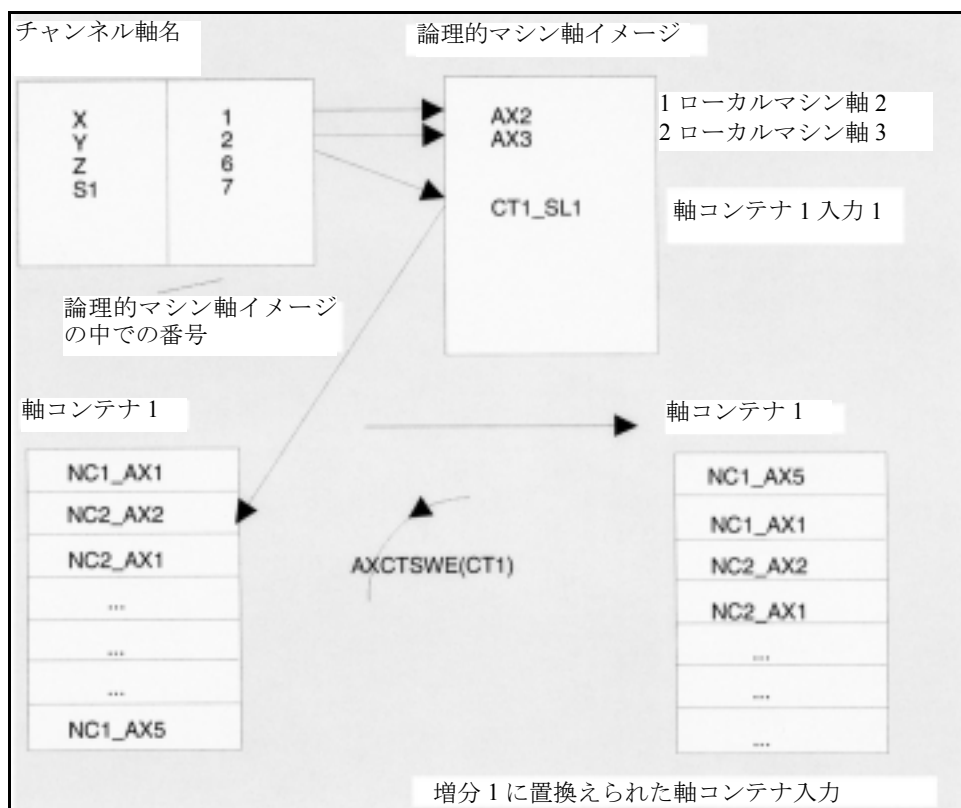 チャンネル軸名
論理的マシン軸イメージ
X 1
Y 2
Z 6
S1 7
AX2
AX3
CT1_SL1
1 ローカルマシン軸 2
2 ローカルマシン軸 3
軸コンテナ 1 入力 1
論理的マシン軸イメージ
の中での番号
軸コンテナ 1
NC1_AX1
NC2_AX2
NC2_AX1
...
...
...
NC1_AX5
AXCTSWE(CT1)
軸コンテナ 1
NC1_AX5
NC1_AX1
NC2_AX2
NC2_AX1
...
...
...
増分 1 に置換えられた軸コンテナ入力